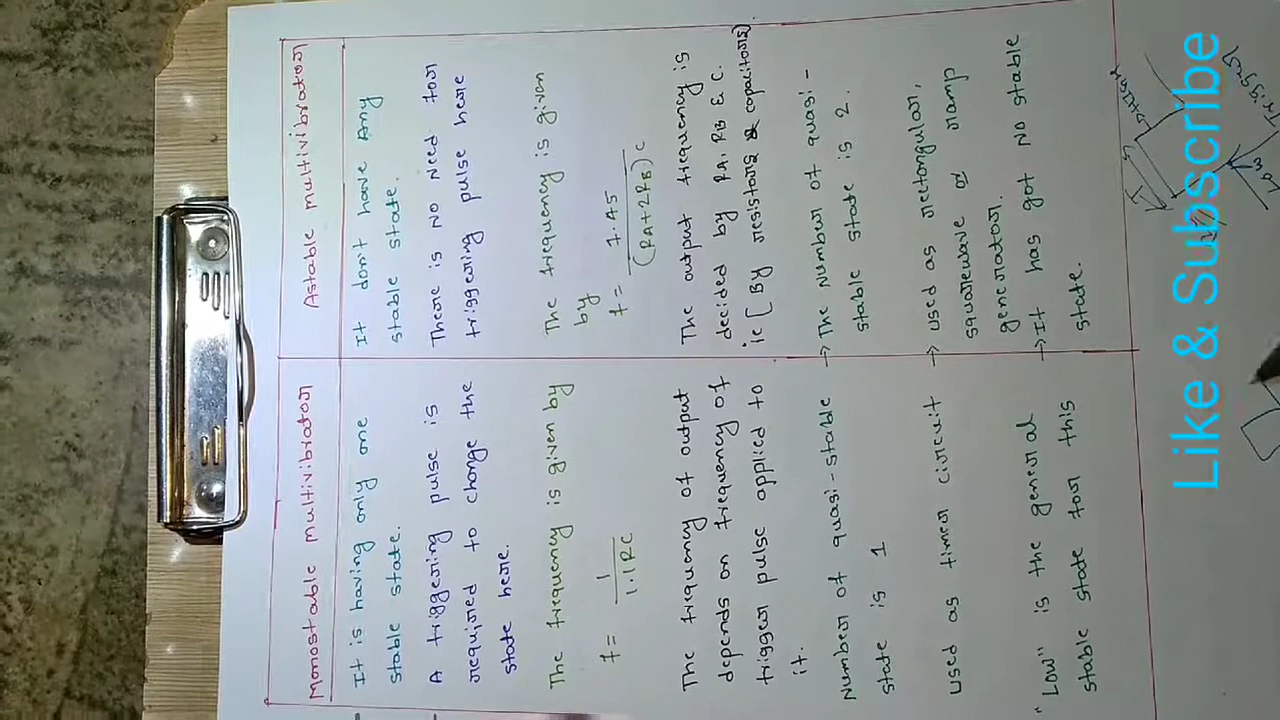 Monostable multivibrator
It is having only one
stable state.
A triggering pulse is
required to change the
state here.
The frequency is given by
f = 1
1.1RC
The frequency of output
depends on frequency of
trigger pulse applied to
it.
Number of quasi-stable
state is 1
Used as timer circuit
"Low" is the general
stable state for this
Astable multivibrator
It don't have any
stable state.
There is No Need for
triggering pulse here
The frequency is given
by
f = 1.45
(RA+2RB)C
The output frequency is
decided by RA, RB & C.
ie [By resistors & capacitors]
→ The Number of quasi-
stable state is 2.
→ used as rectangular,
squarewave or ramp
generator.
→ It has got No stable
state.
Trigger
Low
Like & Subscribe